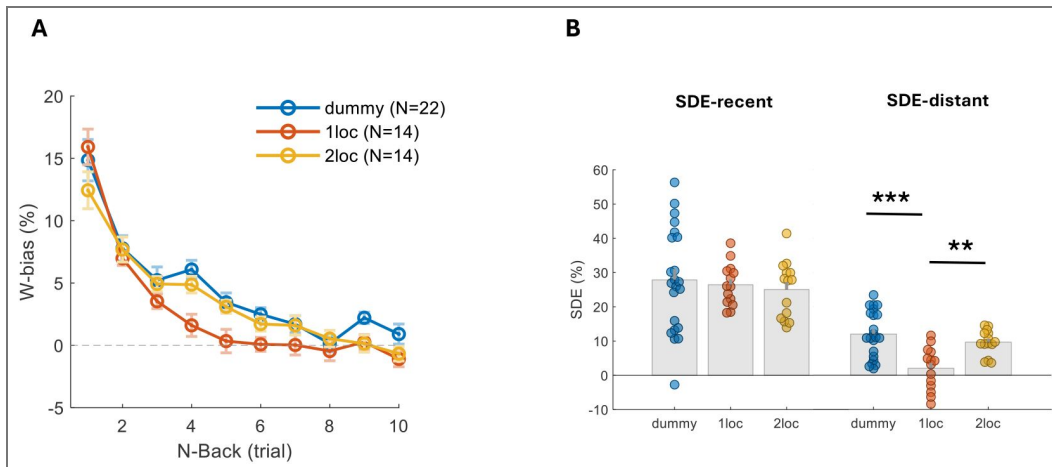 A
20
15
10
5
0
-5
W-bias (%)
2 4 6 8 10
N-Back (trial)
dummy (N=22)
1loc (N=14)
2loc (N=14)
B
SDE-recent SDE-distant
60
50
40
30
20
10
0
-10
SDE (%)
***
**
dummy 1loc 2loc dummy 1loc 2loc